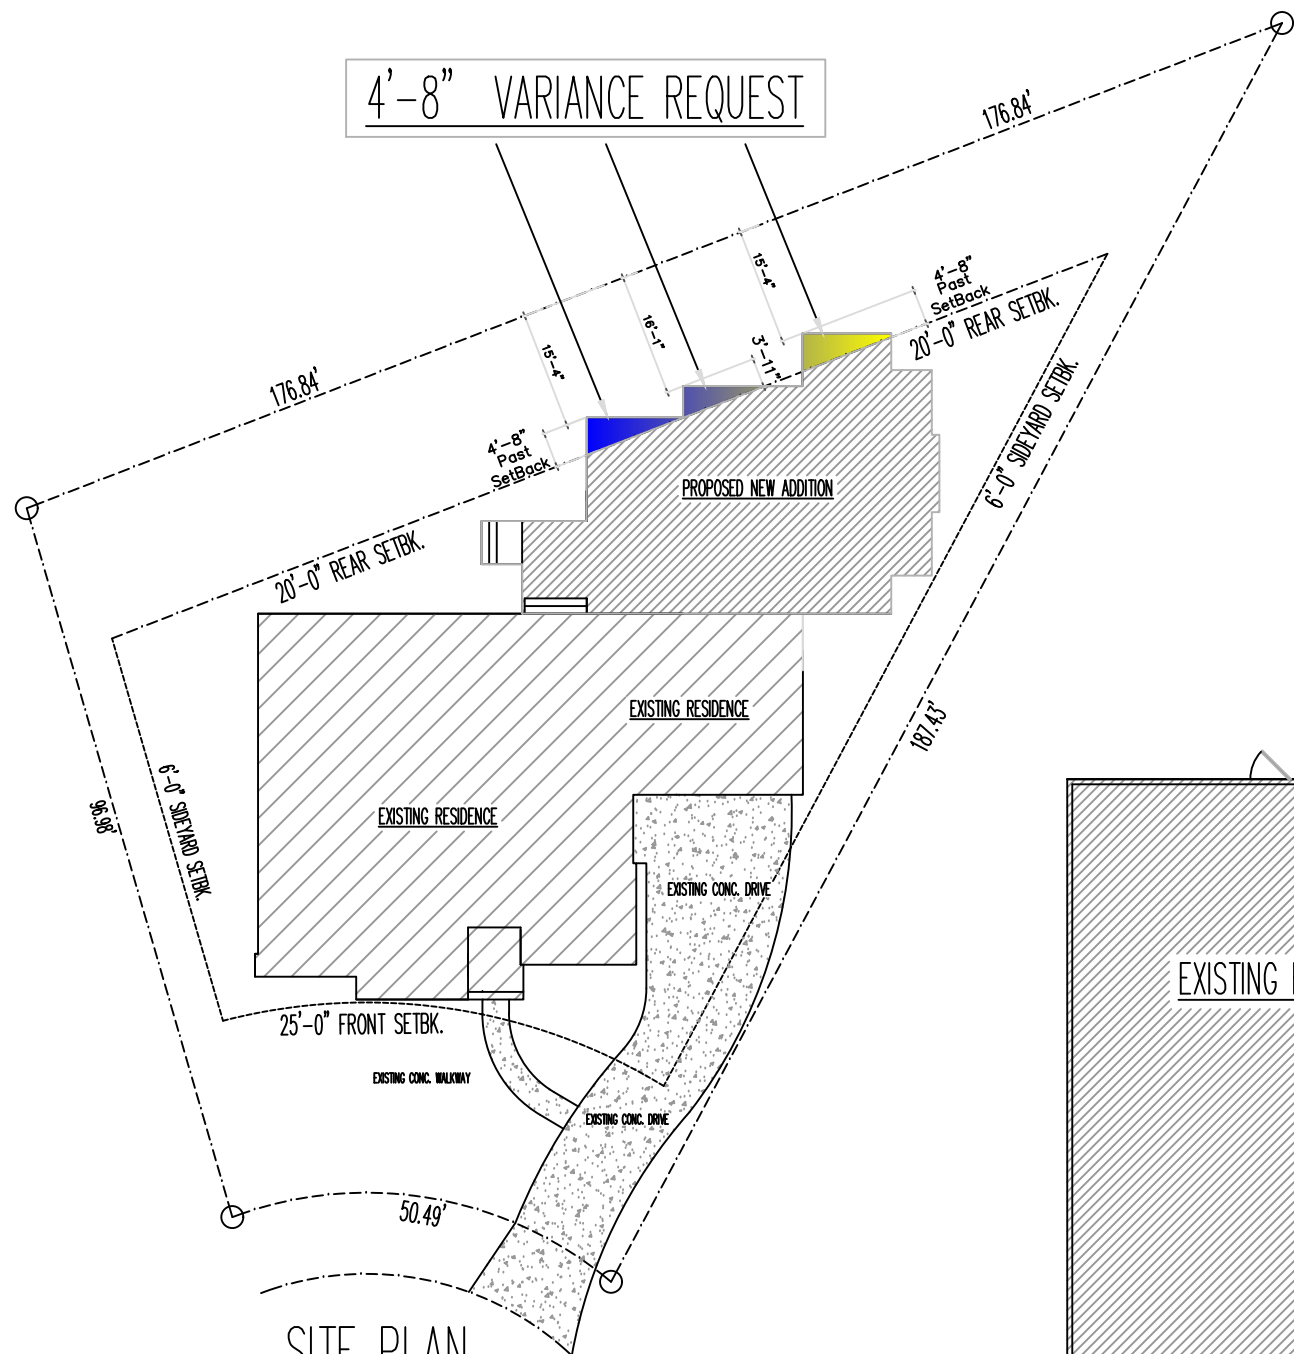 4'-8" VARIANCE REQUEST
176.84'
15'-4"
4'-8"
Past
SetBack
20'-0" REAR SETBK.
16'-1"
3'-11"
176.84'
15'-4"
4'-8"
Past
SetBack
6'-0" SIDEYARD SETBK.
PROPOSED NEW ADDITION
20'-0" REAR SETBK.
EXISTING RESIDENCE
187.43'
6'-0" SIDEYARD SETBK.
96.98'
EXISTING RESIDENCE
EXISTING CONC. DRIVE
EXISTING
25'-0" FRONT SETBK.
EXISTING CONC. WALKWAY
EXISTING CONC. DRIVE
50.49'
SITE PLAN